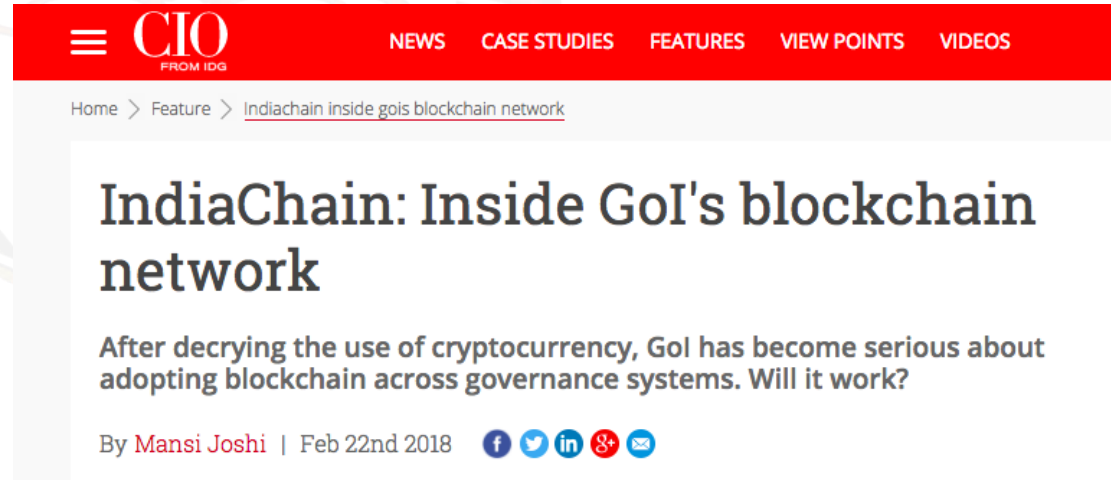 CIO
FROM IDG
NEWS CASE STUDIES FEATURES VIEW POINTS VIDEOS
Home > Feature > Indiachain inside gois blockchain network
IndiaChain: Inside GoI's blockchain
network
After decrying the use of cryptocurrency, GoI has become serious about
adopting blockchain across governance systems. Will it work?
By Mansi Joshi | Feb 22nd 2018 f in 8+